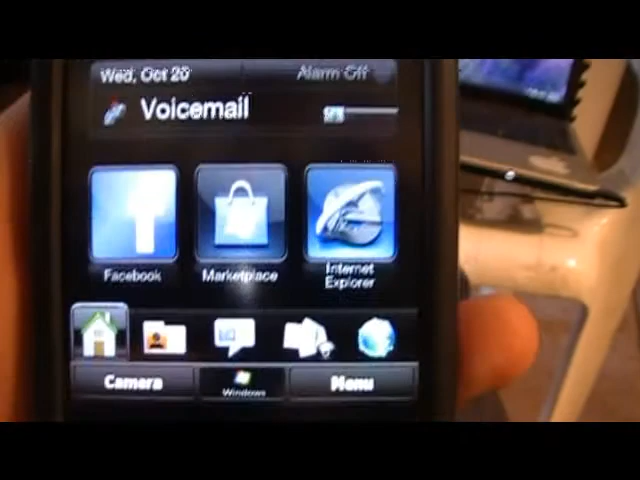 Wed, Oct 20
Alarm Off
Voicemail
Facebook
Marketplace
Internet
Explorer
Camera
Windows
Menu